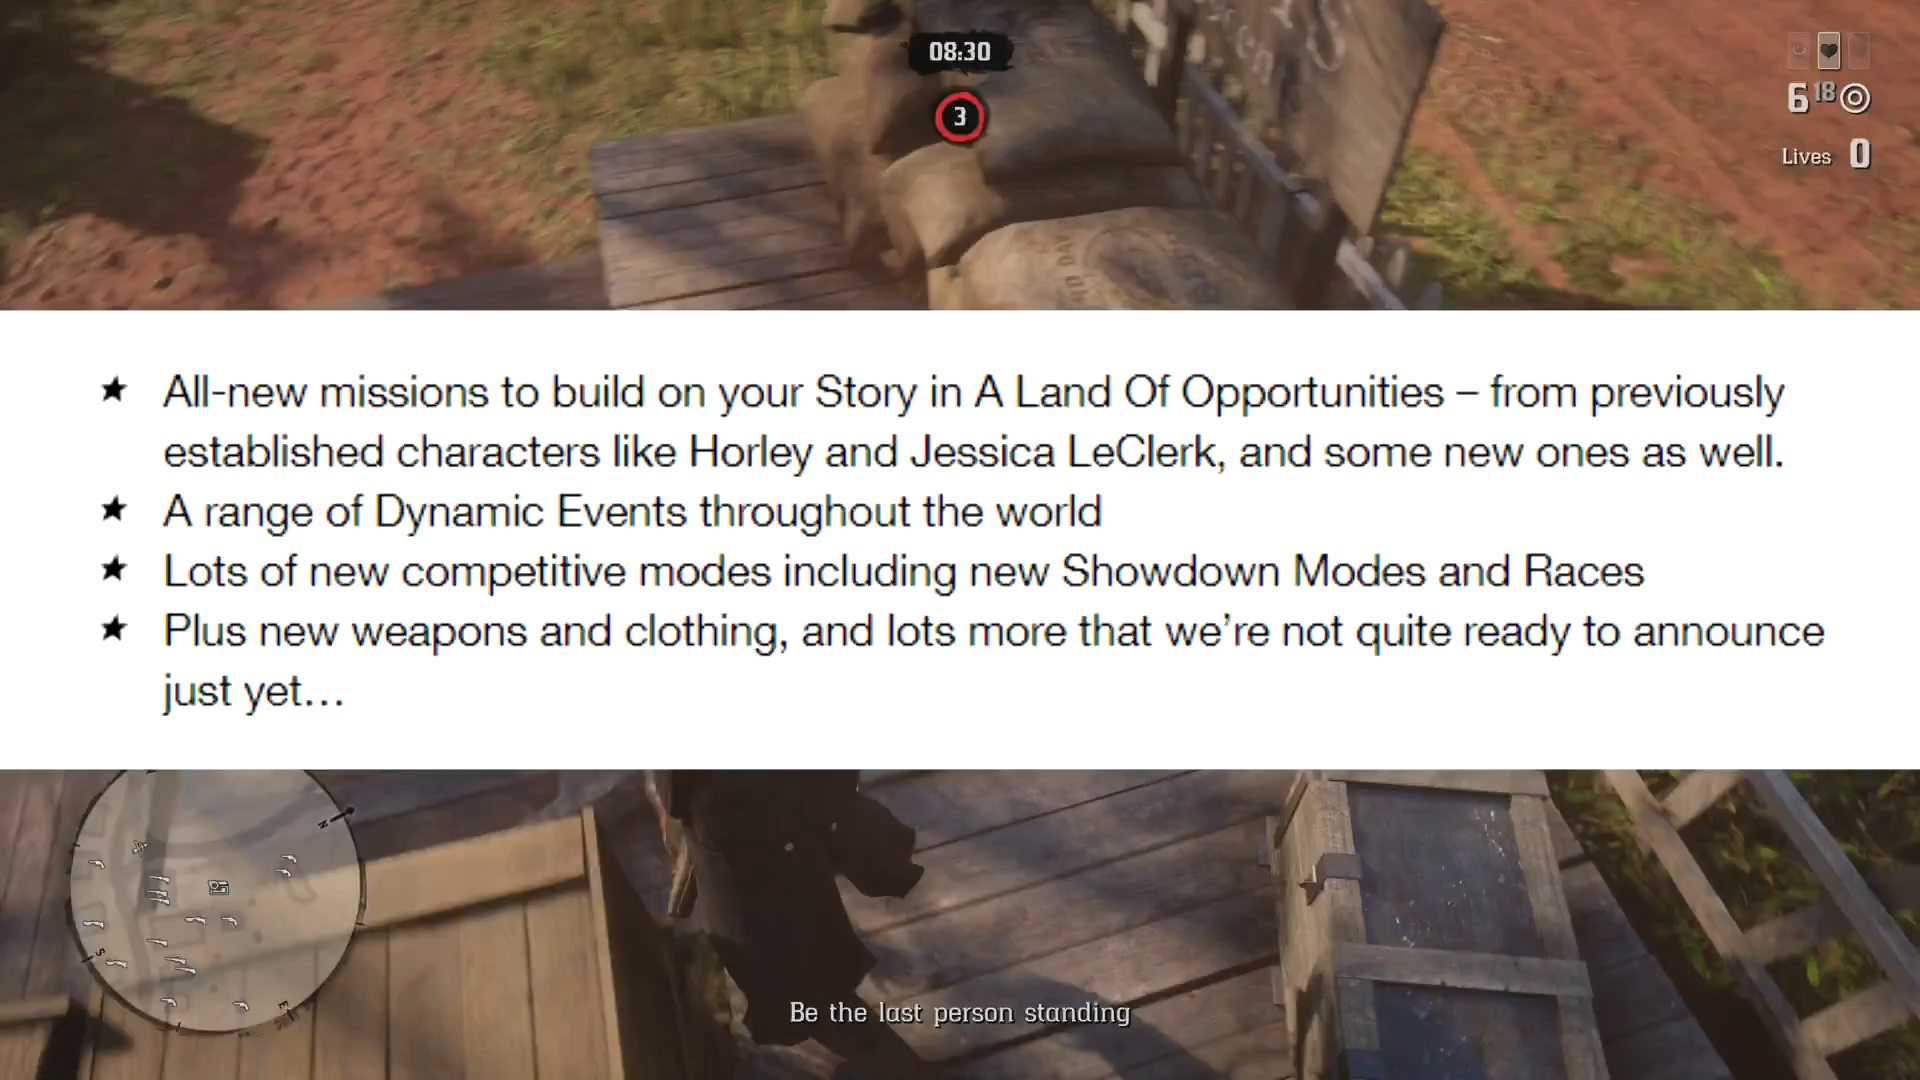 08:30
3
6 18
Lives 0
★ All-new missions to build on your Story in A Land Of Opportunities – from previously
established characters like Horley and Jessica LeClerk, and some new ones as well.
★ A range of Dynamic Events throughout the world
★ Lots of new competitive modes including new Showdown Modes and Races
★ Plus new weapons and clothing, and lots more that we’re not quite ready to announce
just yet…
N
S
E
Be the last person standing